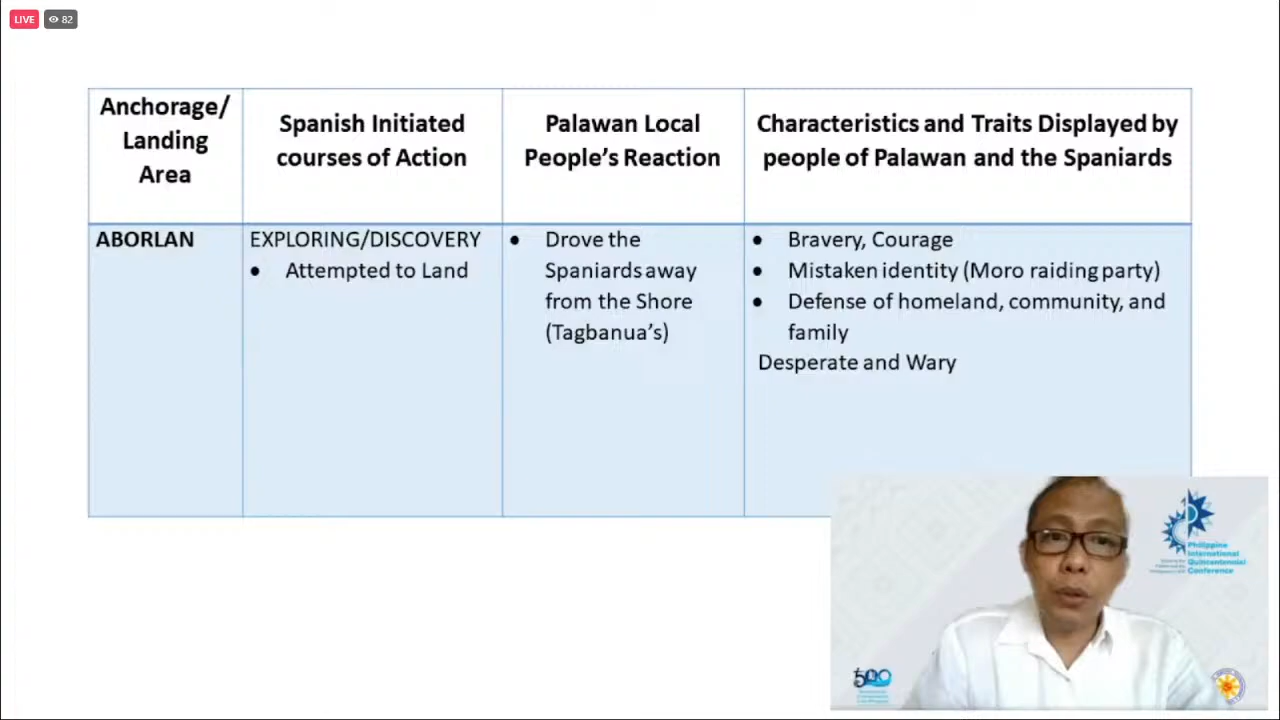 LIVE 82
Anchorage/
Landing
Area
Spanish Initiated
courses of Action
Palawan Local
People's Reaction
Characteristics and Traits Displayed by
people of Palawan and the Spaniards
ABORLAN
EXPLORING/DISCOVERY
• Attempted to Land
• Drove the
Spaniards away
from the Shore
(Tagbanua's)
• Bravery, Courage
• Mistaken identity (Moro raiding party)
• Defense of homeland, community, and
family
Desperate and Wary
Philippine
International
Quincentennial
Conference
500